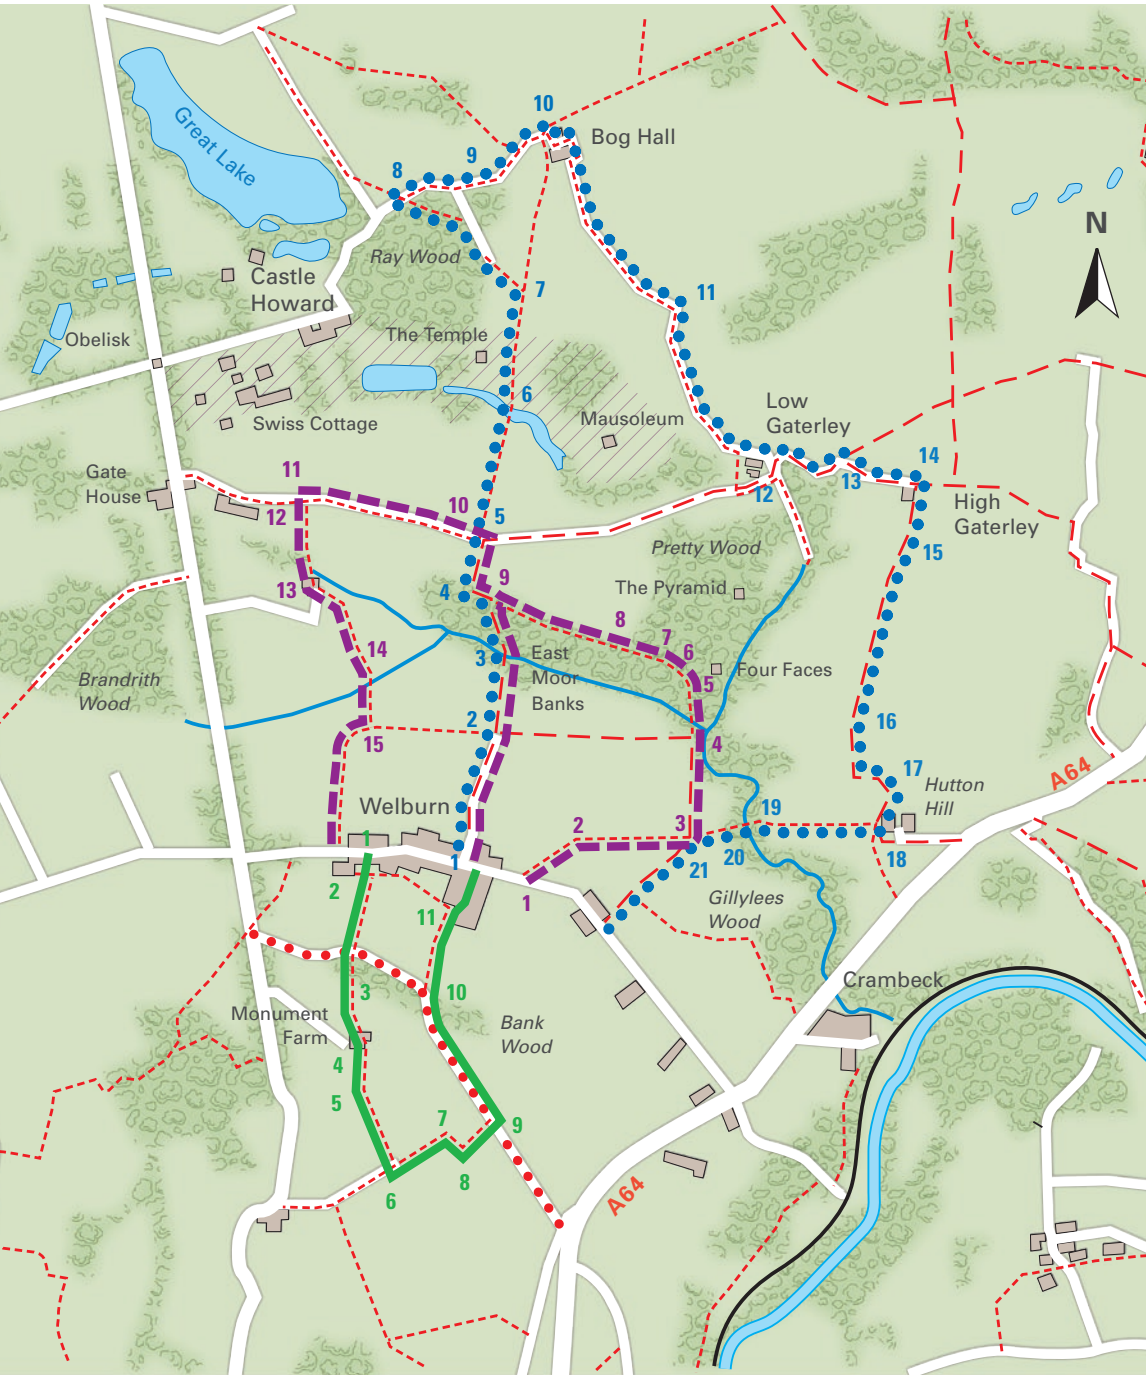 10
Bog Hall
9
8
Great Lake
N
Ray Wood
Castle
Howard
7
11
Obelisk
The Temple
6
Mausoleum
Low
Gaterley
Swiss Cottage
Gate
House
11
12
10
5
12
13
14
High
Gaterley
15
Pretty Wood
The Pyramid
4
9
13
8
7
6
5
14
3
East
Moor
Banks
Four Faces
Brandrith
Wood
2
15
4
16
17
Hutton
Hill
A64
Welburn
1
1
2
3
19
20
18
21
2
1
11
Gillylees
Wood
3
10
Crambeck
Monument
Farm
Bank
Wood
4
5
7
9
8
6
A64